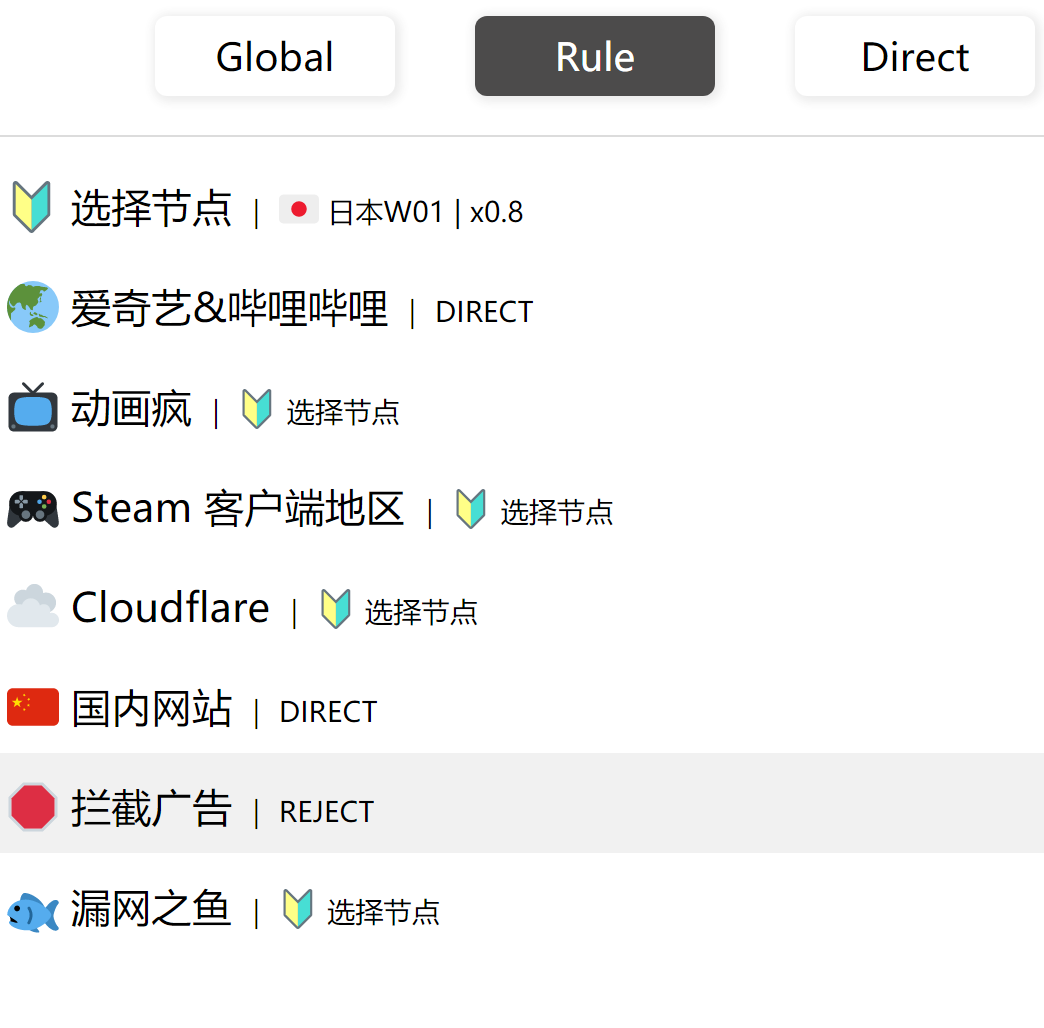 Global Rule Direct
选择节点 | 日本W01 | x0.8
爱奇艺&哔哩哔哩 | DIRECT
动画疯 | 选择节点
Steam 客户端地区 | 选择节点
Cloudflare | 选择节点
国内网站 | DIRECT
拦截广告 | REJECT
漏网之鱼 | 选择节点